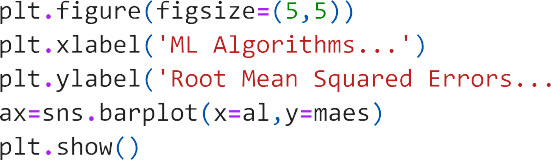 plt.figure(figsize=(5,5))
plt.xlabel('ML Algorithms...')
plt.ylabel('Root Mean Squared Errors...
ax=sns.barplot(x=al,y=maes)
plt.show()